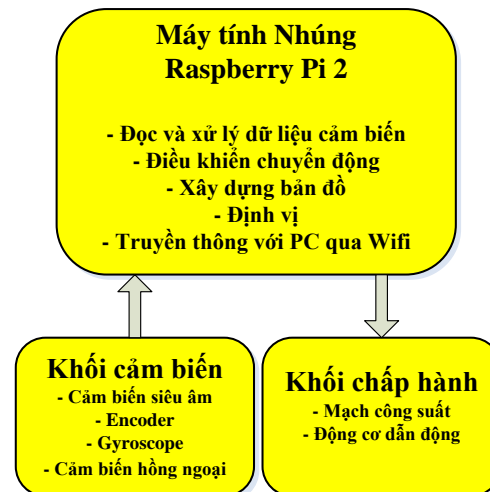 Máy tính Nhúng
Raspberry Pi 2
- Đọc và xử lý dữ liệu cảm biến
- Điều khiển chuyển động
- Xây dựng bản đồ
- Định vị
- Truyền thông với PC qua Wifi
Khối cảm biến
- Cảm biến siêu âm
- Encoder
- Gyroscope
- Cảm biến hồng ngoại
Khối chấp hành
- Mạch công suất
- Động cơ dẫn động